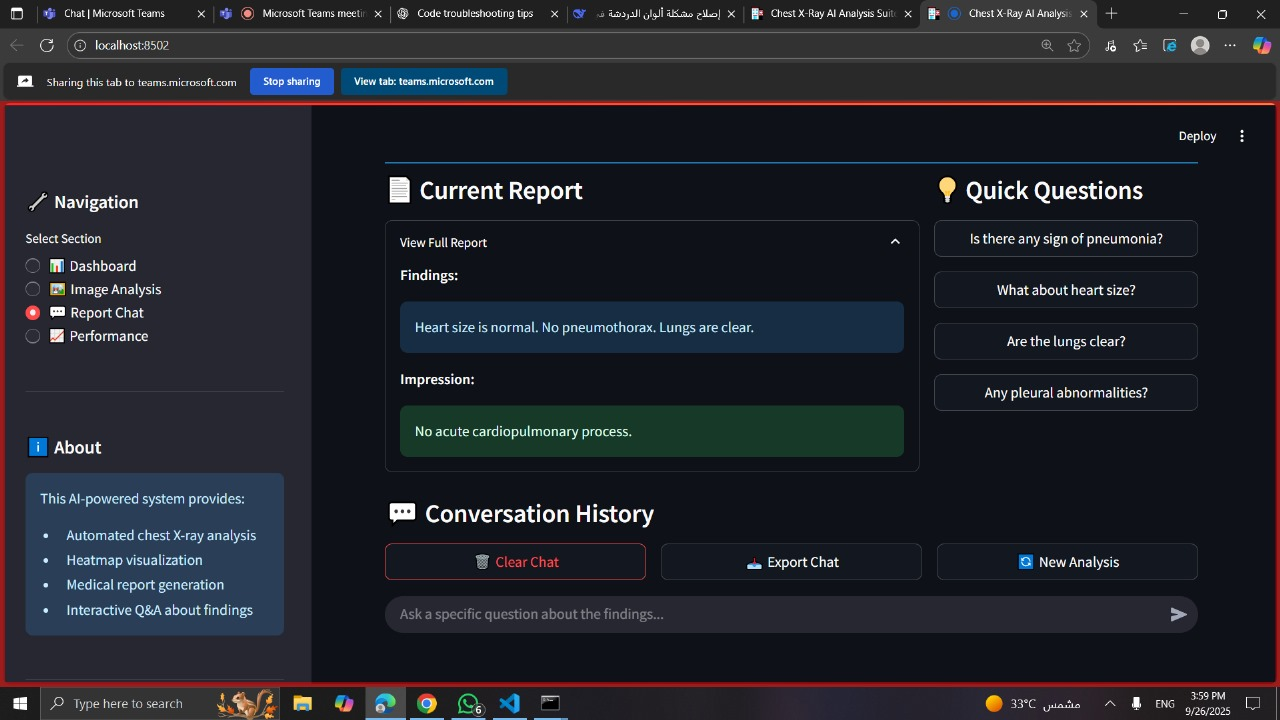 Chat | Microsoft Teams
Microsoft Teams meetin
Code troubleshooting tips
إصلاح مشكلة ألوان الدردشة في
Chest X-Ray AI Analysis Suite
Chest X-Ray AI Analysis
localhost:8502
Sharing this tab to teams.microsoft.com
Stop sharing
View tab: teams.microsoft.com
Deploy
Navigation
Select Section
Dashboard
Image Analysis
Report Chat
Performance
About
This AI-powered system provides:
• Automated chest X-ray analysis
• Heatmap visualization
• Medical report generation
• Interactive Q&A about findings
Current Report
View Full Report
Findings:
Heart size is normal. No pneumothorax. Lungs are clear.
Impression:
No acute cardiopulmonary process.
Quick Questions
Is there any sign of pneumonia?
What about heart size?
Are the lungs clear?
Any pleural abnormalities?
Conversation History
Clear Chat
Export Chat
New Analysis
Ask a specific question about the findings...
Type here to search
6
33°C مشمس
ENG
3:59 PM
9/26/2025